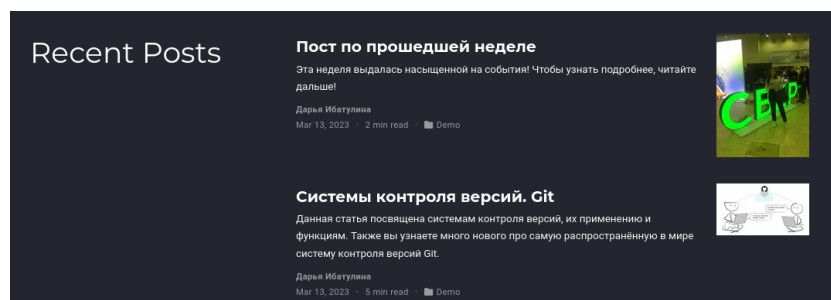 Recent Posts
Пост по прошедшей неделе
Эта неделя выдалась насыщенной на события! Чтобы узнать подробнее, читайте
дальше!
Дарья Ибатулина
Mar 13, 2023 · 2 min read · Demo
Системы контроля версий. Git
Данная статья посвящена системам контроля версий, их применению и
функциям. Также вы узнаете много нового про самую распространённую в мире
систему контроля версий Git.
Дарья Ибатулина
Mar 13, 2023 · 5 min read · Demo